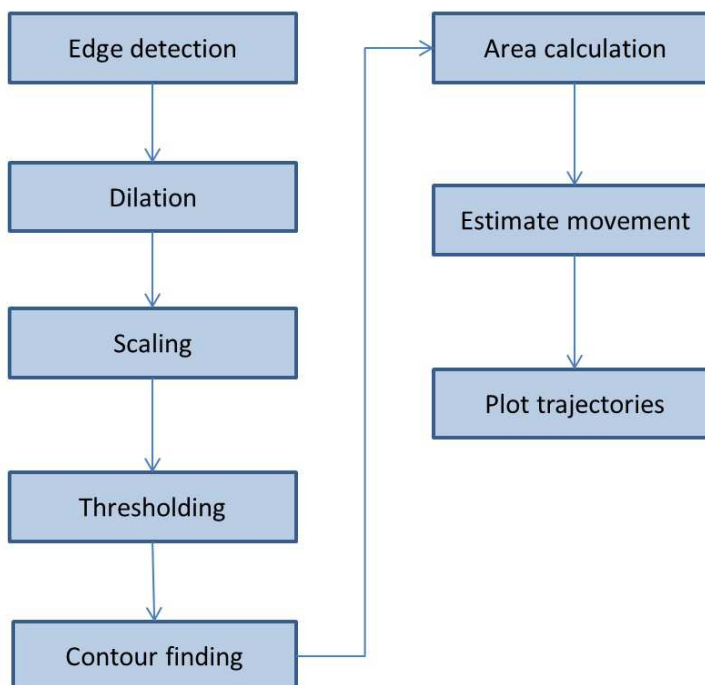 Edge detection
Dilation
Scaling
Thresholding
Contour finding
Area calculation
Estimate movement
Plot trajectories